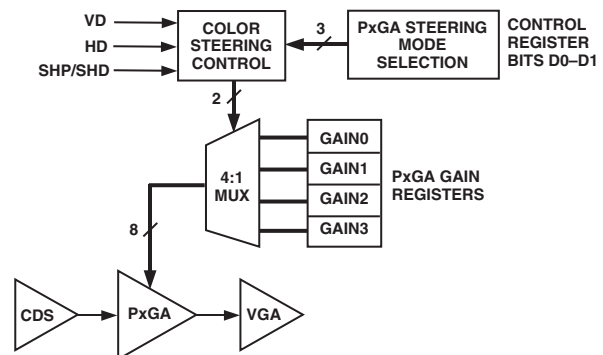 VD
HD
SHP/SHD
COLOR
STEERING
CONTROL
3
PxGA STEERING
MODE
SELECTION
CONTROL
REGISTER
BITS D0–D1
2
4:1
MUX
GAIN0
GAIN1
GAIN2
GAIN3
PxGA GAIN
REGISTERS
8
CDS
PxGA
VGA